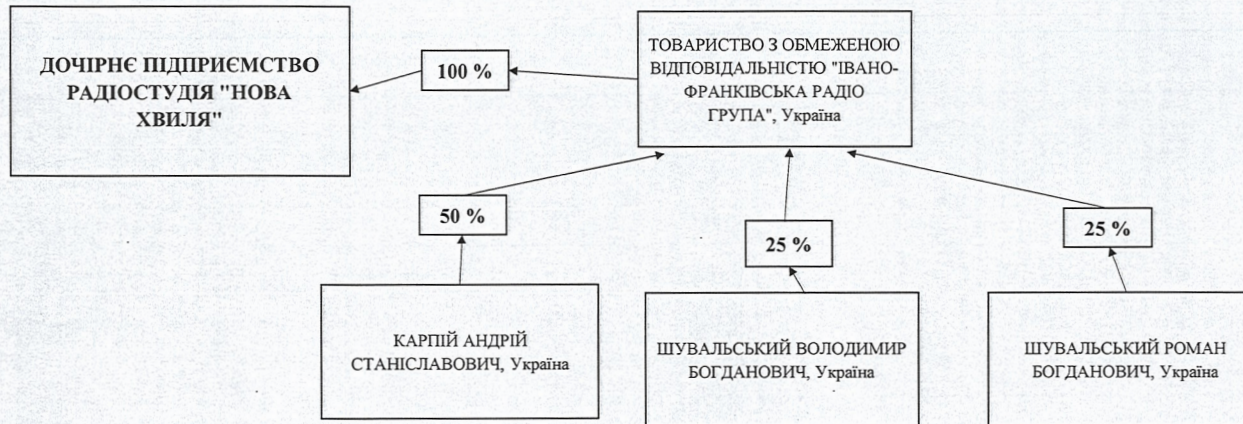 ДОЧІРНЄ ПІДПРИЄМСТВО
РАДІОСТУДІЯ "НОВА
ХВИЛЯ"
100 %
ТОВАРИСТВО З ОБМЕЖЕНОЮ
ВІДПОВІДАЛЬНІСТЮ "ІВАНО-
ФРАНКІВСЬКА РАДІО
ГРУПА", Україна
50 %
25 %
25 %
КАРПІЙ АНДРІЙ
СТАНІСЛАВОВИЧ, Україна
ШУВАЛЬСЬКИЙ ВОЛОДИМИР
БОГДАНОВИЧ, Україна
ШУВАЛЬСЬКИЙ РОМАН
БОГДАНОВИЧ, Україна